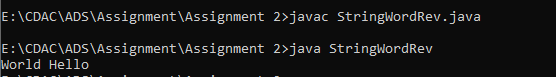 E:\CDAC\ADS\Assignment\Assignment 2>javac StringWordRev.java
E:\CDAC\ADS\Assignment\Assignment 2>java StringWordRev
World Hello